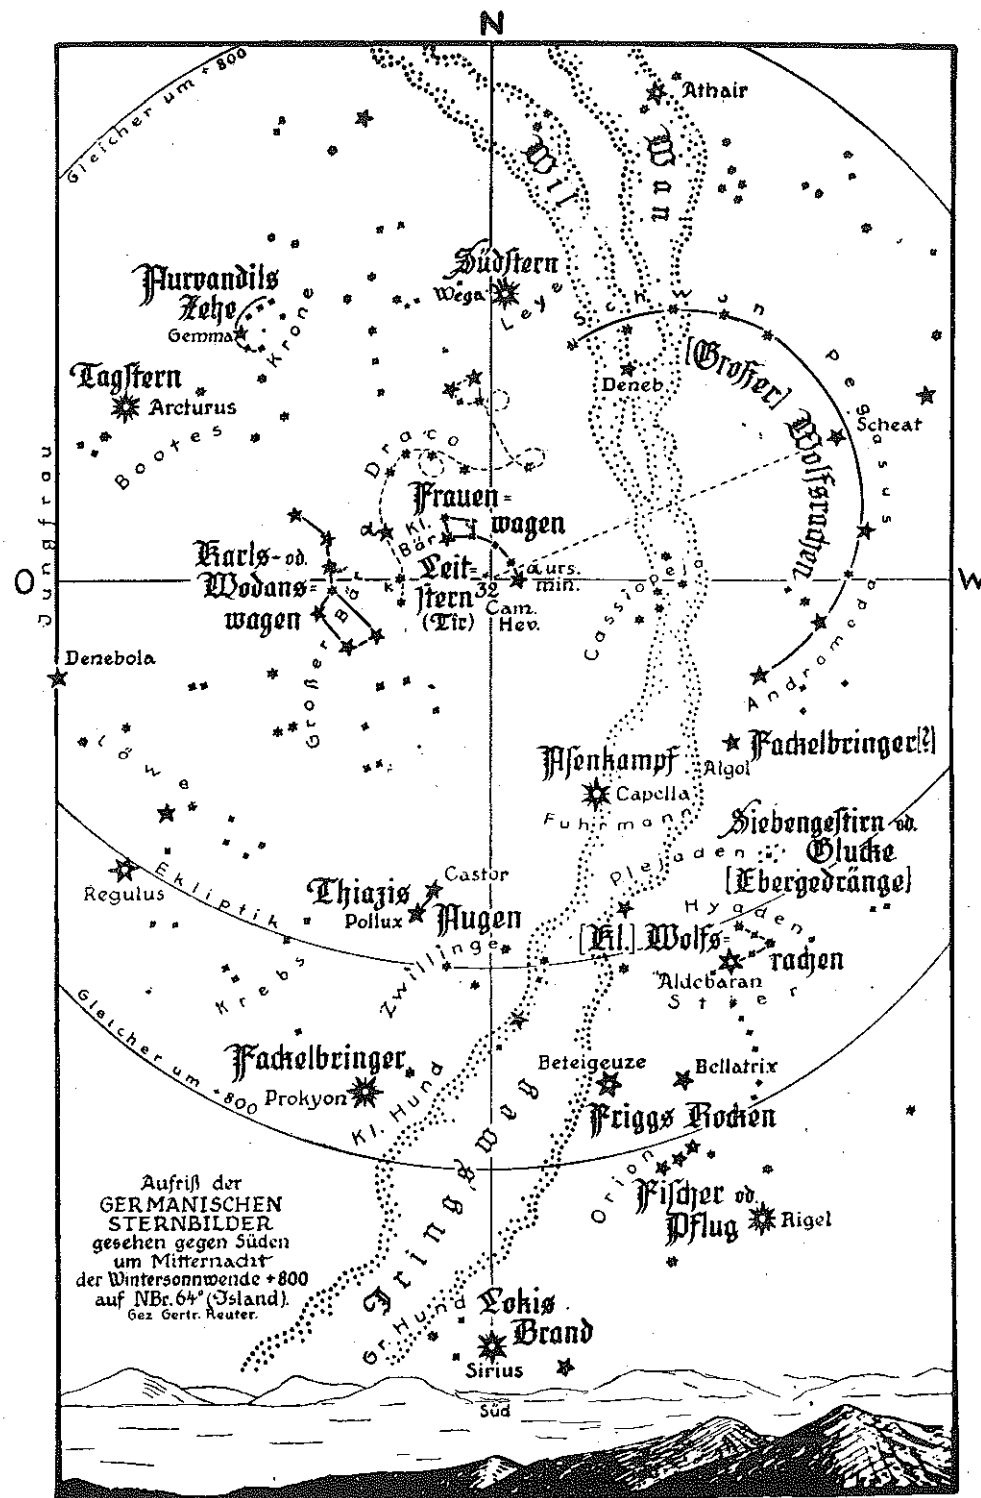 N
Gleicher um + 800
Athair
Wil
Wan
Südſtern
Wega
Leyer
Schwan
Aurvandils
Zehe
Gemma
Krone
[Großer] Wolfsrachen
Pegasus
Deneb
Tagſtern
Arcturus
Scheat
Bootes
Draco
Jungfrau
Frauen=
wagen
α
Kl.
Bär
Karls- od.
Wodans=
wagen
Leit=
ſtern
(Tir)
32
α urs.
min.
Cam.
Hev.
O
W
Großer Bär
Cassiopeia
Andromeda
Denebola
Löwe
Aſenkampf
Fackelbringer[?]
Algol
Capella
Fuhrmann
Siebengeſtirn od.
Glucke
[Ebergedränge]
Plejaden
Regulus
Ekliptik
Castor
Thiazis
Pollux
Augen
Hyaden
[Kl.] Wolfs=
rachen
Zwillinge
Aldebaran
Stier
Krebs
Gleicher um +800
Fackelbringer
Prokyon
Kl. Hund
Beteigeuze
Bellatrix
Friggs Rocken
Iringsweg
Orion
Fiſcher od.
Pflug
Rigel
Aufriß der
GERMANISCHEN
STERNBILDER
gesehen gegen Süden
um Mitternacht
der Wintersonnwende +800
auf NBr. 64° (Island).
Gez Gertr. Reuter.
Gr. Hund
Lokis
Brand
Sirius
Süd